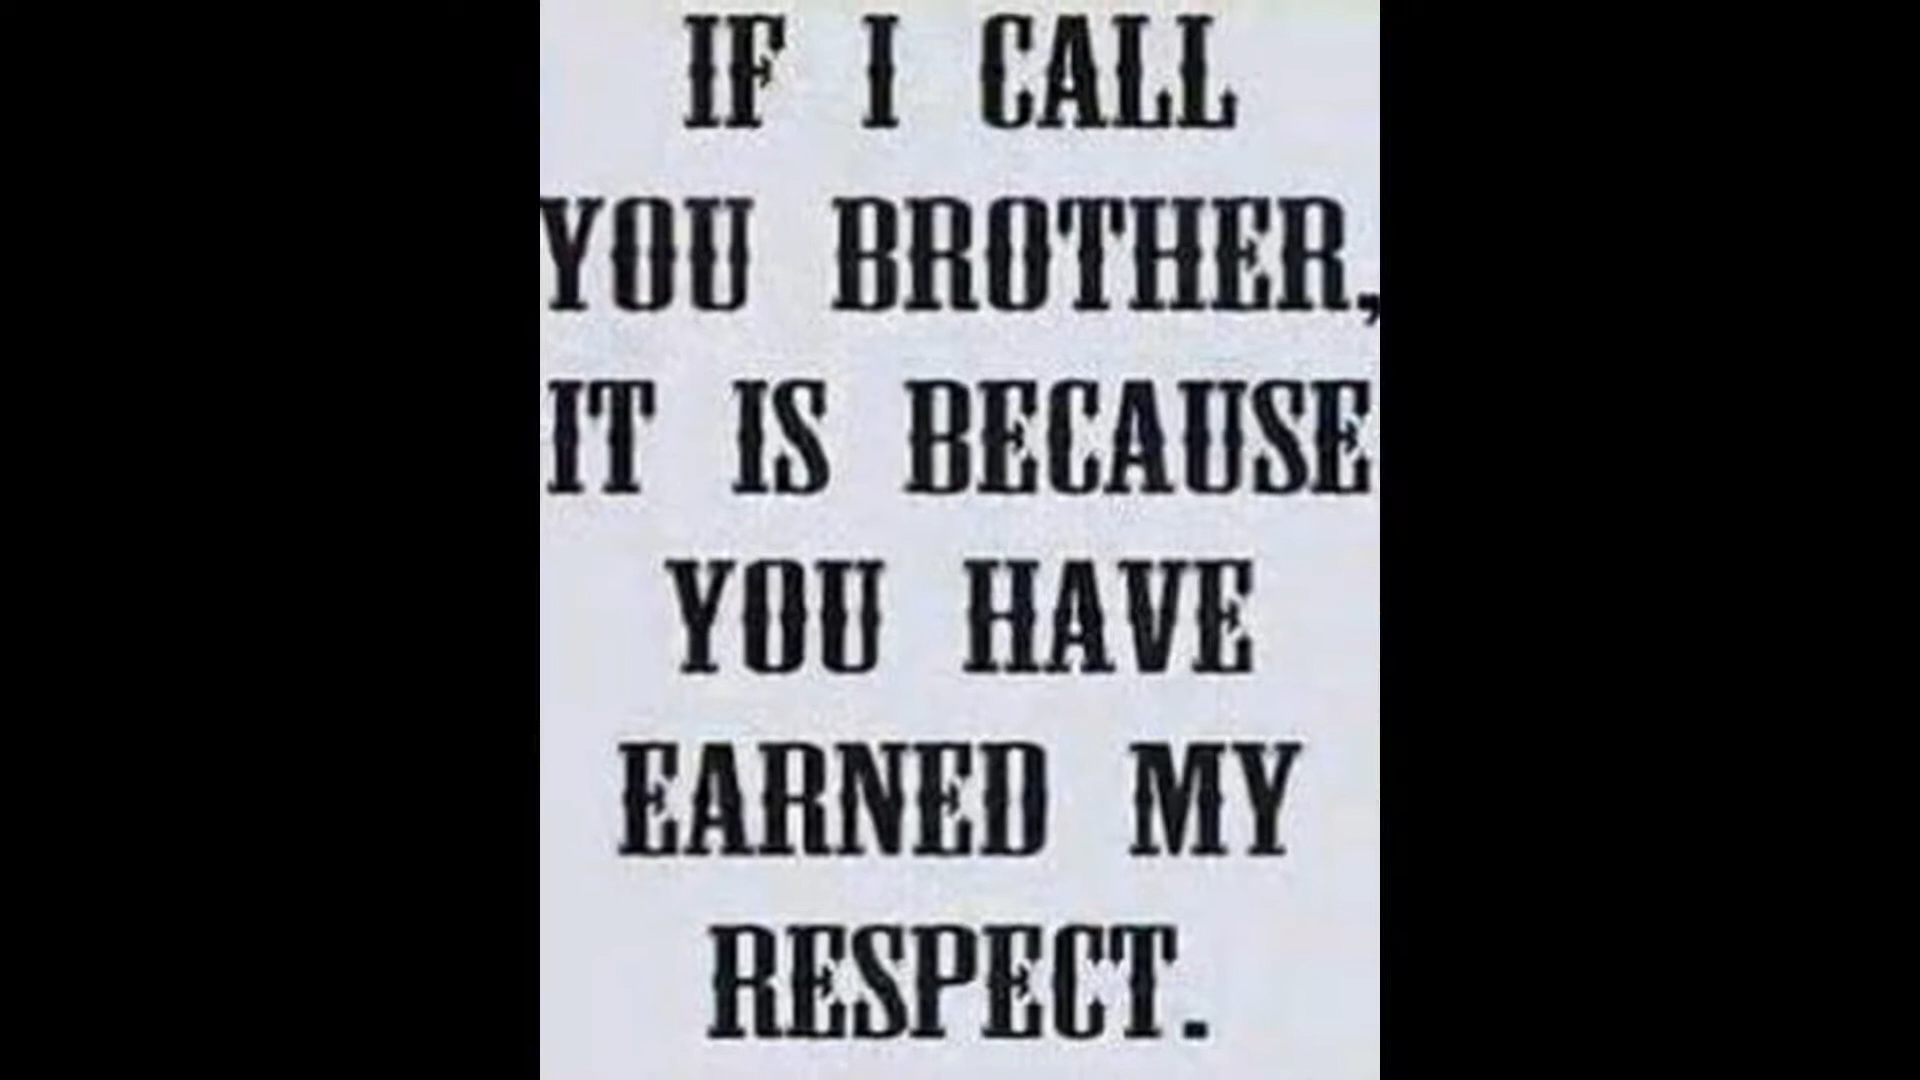 IF I CALL
YOU BROTHER,
IT IS BECAUSE
YOU HAVE
EARNED MY
RESPECT.